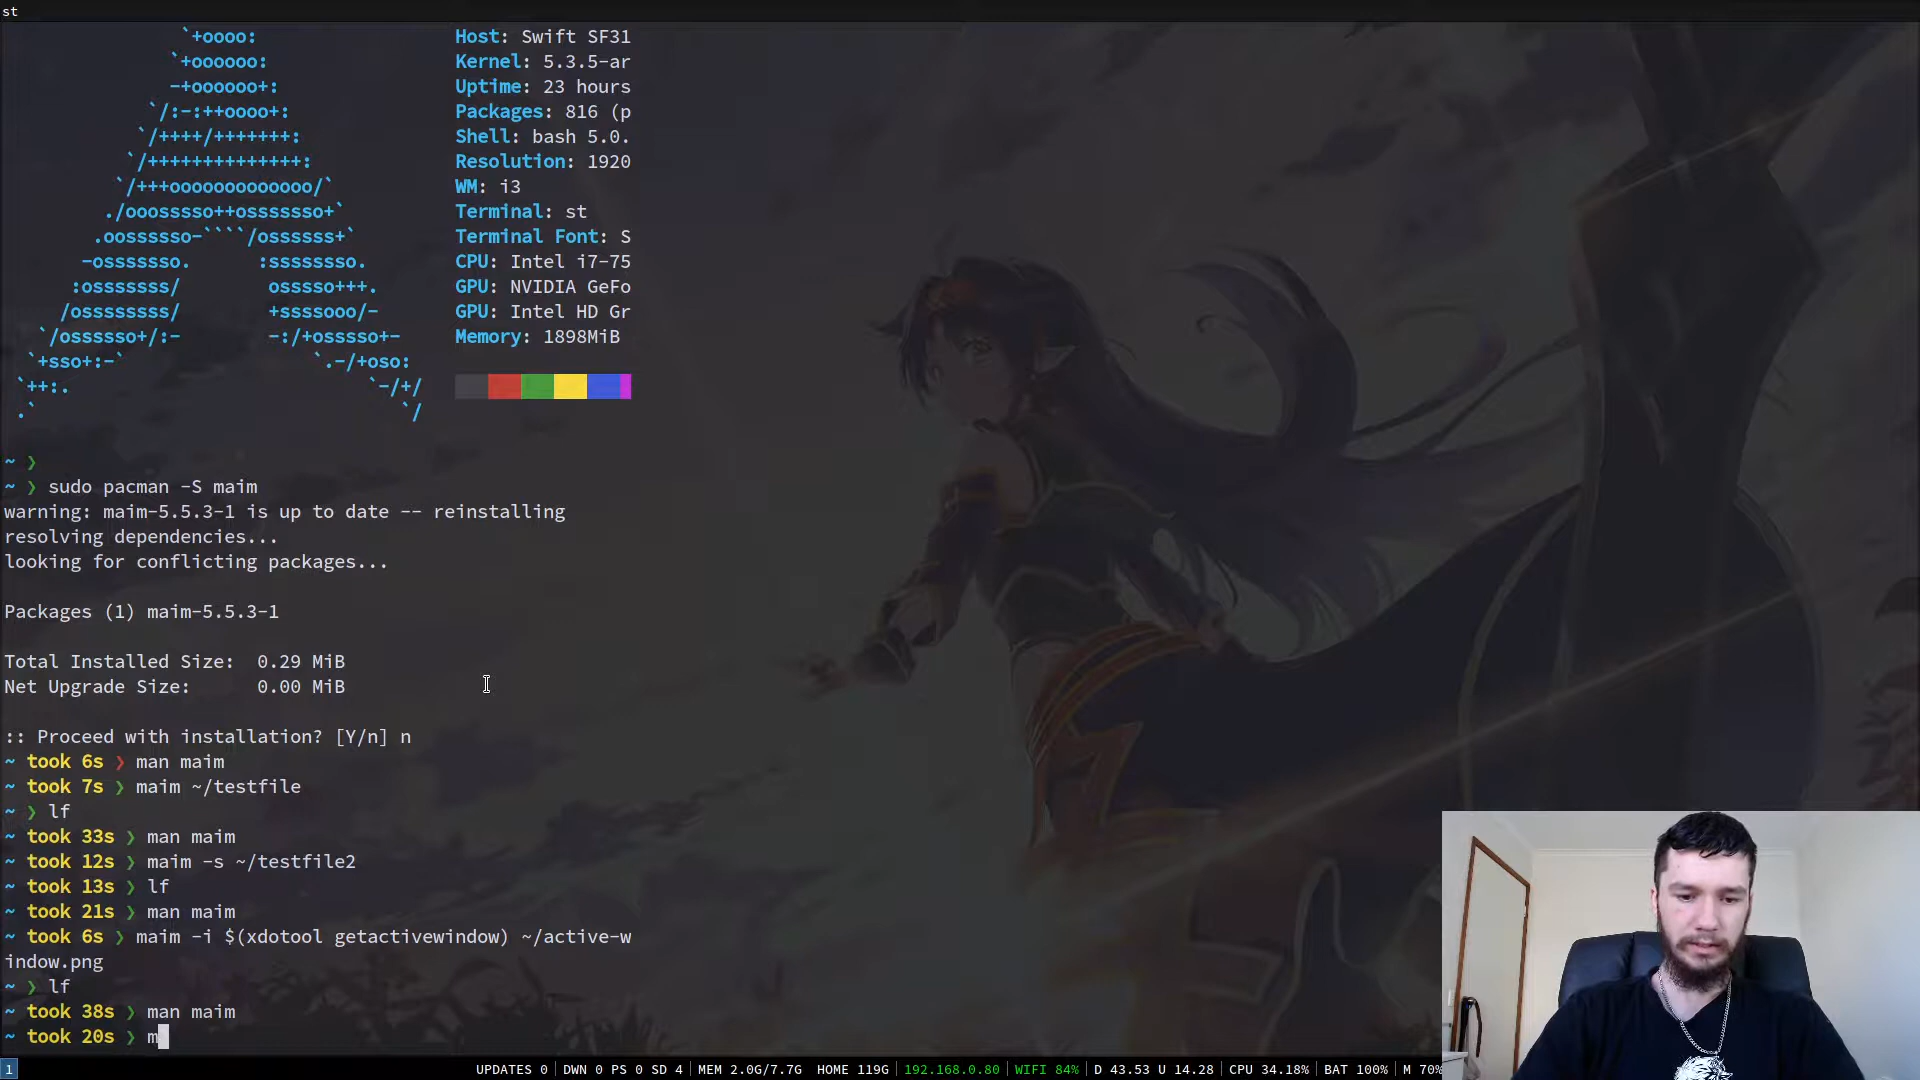 st
Host: Swift SF31
Kernel: 5.3.5-ar
Uptime: 23 hours
Packages: 816 (p
Shell: bash 5.0.
Resolution: 1920
WM: i3
Terminal: st
Terminal Font: S
CPU: Intel i7-75
GPU: NVIDIA GeFo
GPU: Intel HD Gr
Memory: 1898MiB
~ ❯
~ ❯ sudo pacman -S maim
warning: maim-5.5.3-1 is up to date -- reinstalling
resolving dependencies...
looking for conflicting packages...
Packages (1) maim-5.5.3-1
Total Installed Size:  0.29 MiB
Net Upgrade Size:      0.00 MiB
:: Proceed with installation? [Y/n] n
~ took 6s ❯ man maim
~ took 7s ❯ maim ~/testfile
~ ❯ lf
~ took 33s ❯ man maim
~ took 12s ❯ maim -s ~/testfile2
~ took 13s ❯ lf
~ took 21s ❯ man maim
~ took 6s ❯ maim -i $(xdotool getactivewindow) ~/active-w
indow.png
~ ❯ lf
~ took 38s ❯ man maim
~ took 20s ❯ m
1 UPDATES 0 | DWN 0 PS 0 SD 4 | MEM 2.0G/7.7G | HOME 119G | 192.168.0.80 | WIFI 84% | D 43.53 U 14.28 | CPU 34.18% | BAT 100% | M 70%